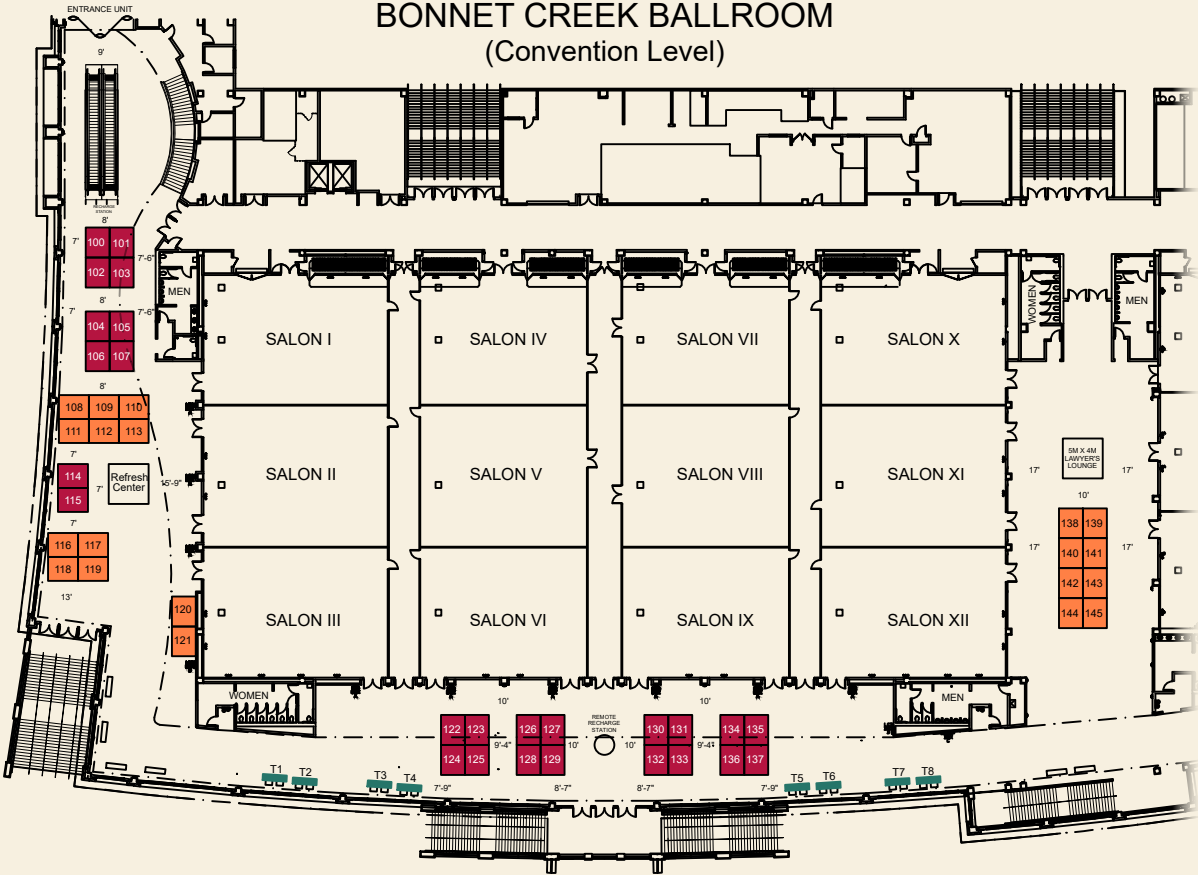 BONNET CREEK BALLROOM
(Convention Level)
ENTRANCE UNIT
9'
RECHARGE
STATION
8'
7'
100 101
7'-6"
102 103
MEN
8'
7'
7'-6"
104 105
106 107
8'
108 109 110
111 112 113
7'
114
115
7'
Refresh
Center
5'-9"
7'
116 117
118 119
13'
120
121
SALON I
SALON IV
SALON VII
SALON X
SALON II
SALON V
SALON VIII
SALON XI
SALON III
SALON VI
SALON IX
SALON XII
WOMEN
MEN
5M X 4M
LAWYER'S
LOUNGE
17'
17'
10'
138 139
140 141
17'
17'
142 143
144 145
WOMEN
10'
10'
MEN
122 123
124 125
9'-4"
126 127
128 129
10'
REMOTE
RECHARGE
STATION
10'
130 131
132 133
9'-4"
134 135
136 137
T1
T2
T3
T4
7'-9"
8'-7"
8'-7"
7'-9"
T5
T6
T7
T8